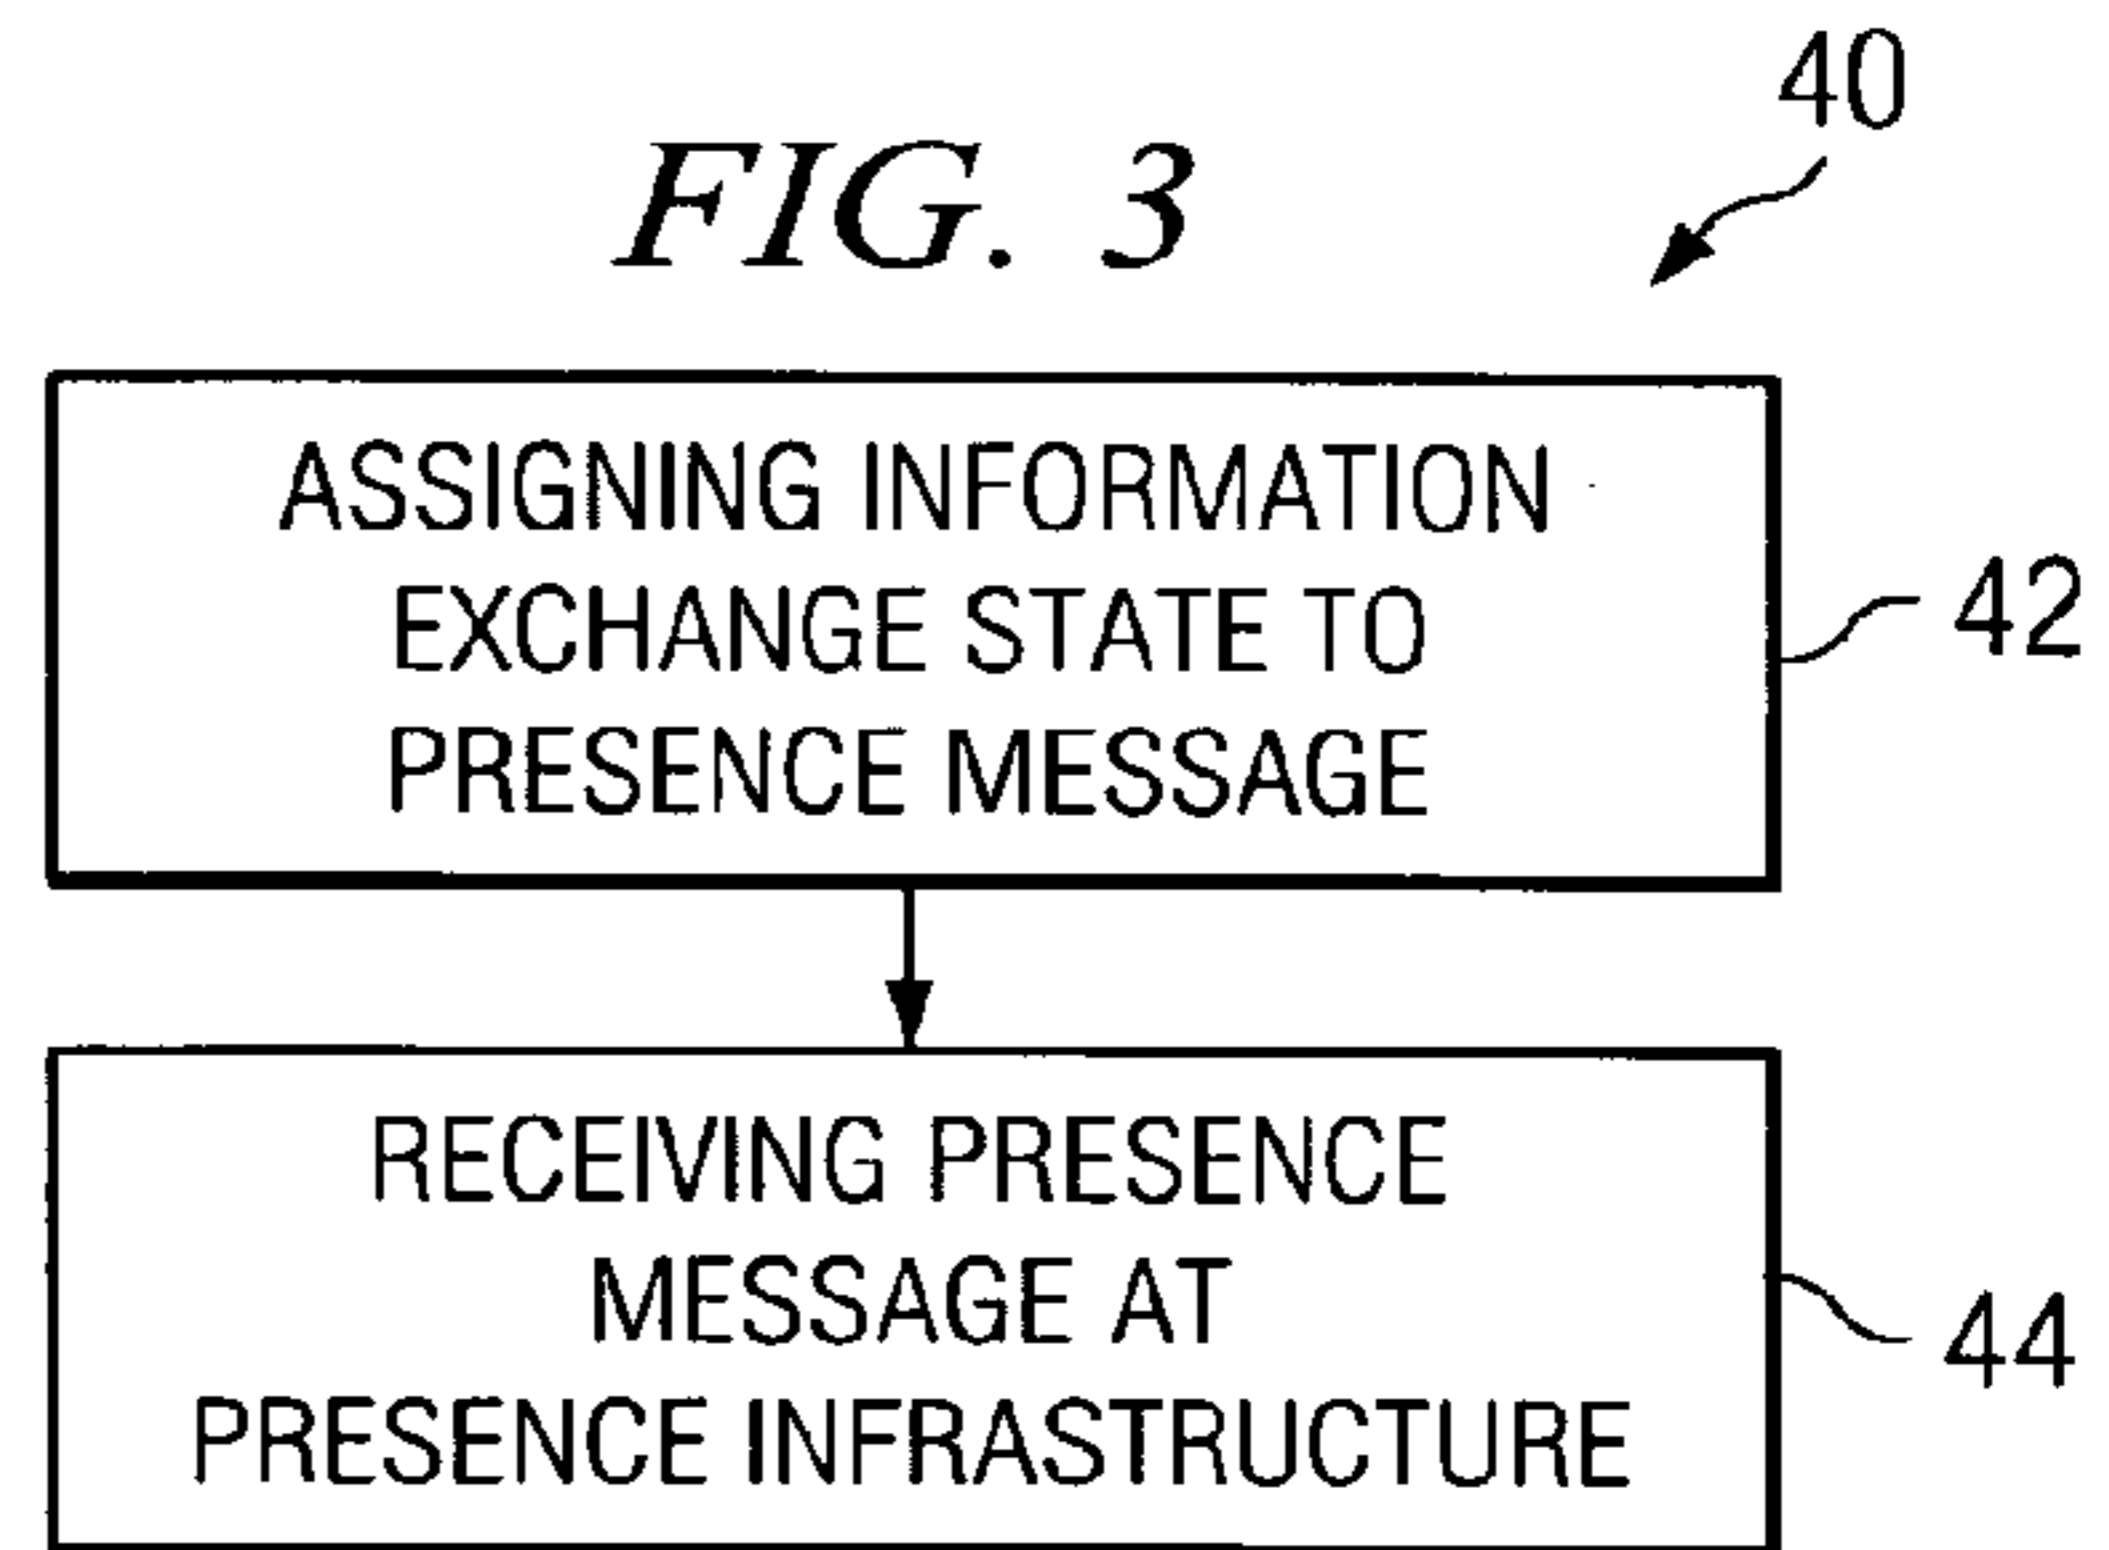 40
FIG. 3
ASSIGNING INFORMATION
EXCHANGE STATE TO
PRESENCE MESSAGE
42
RECEIVING PRESENCE
MESSAGE AT
PRESENCE INFRASTRUCTURE
44